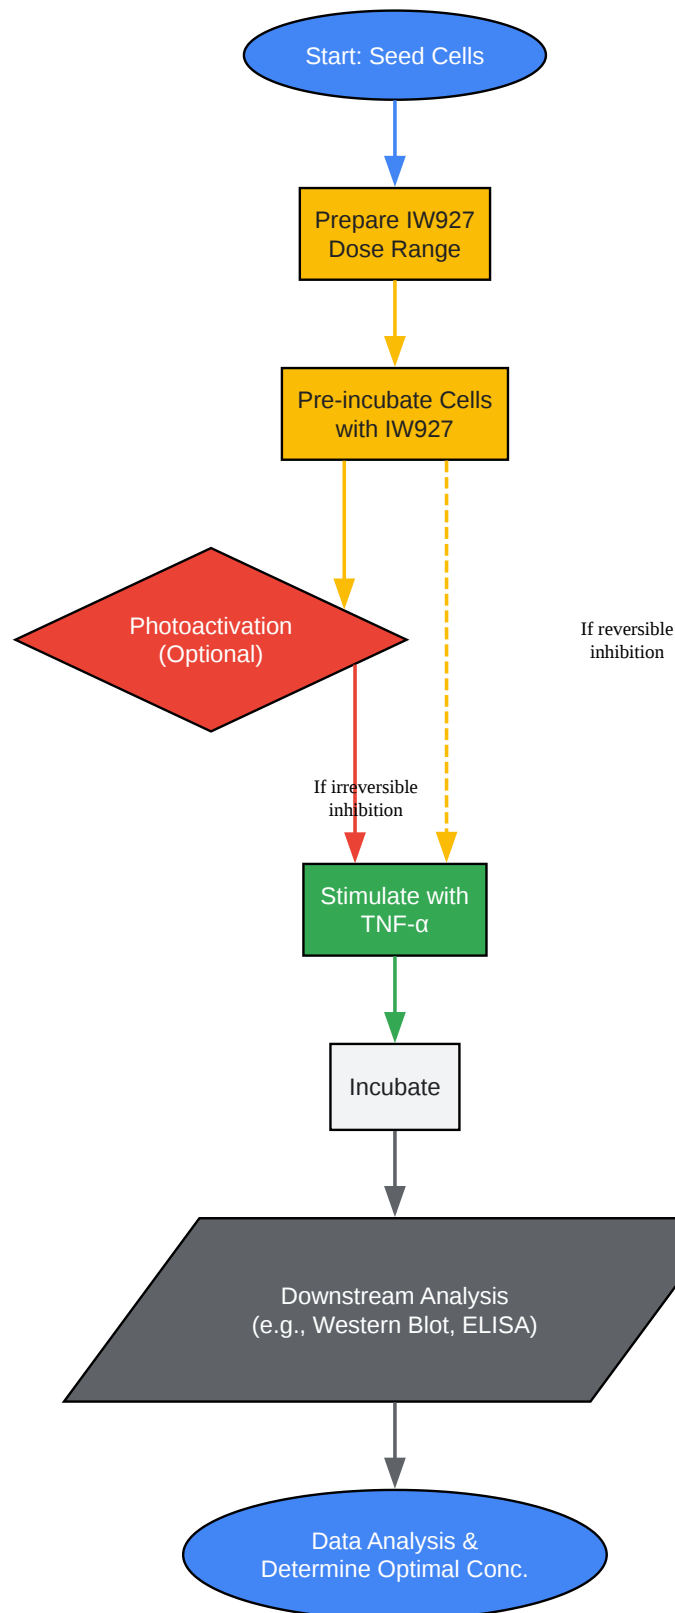 Start: Seed Cells
Prepare IW927
Dose Range
Pre-incubate Cells
with IW927
Photoactivation
(Optional)
If reversible
inhibition
If irreversible
inhibition
Stimulate with
TNF-α
Incubate
Downstream Analysis
(e.g., Western Blot, ELISA)
Data Analysis &
Determine Optimal Conc.